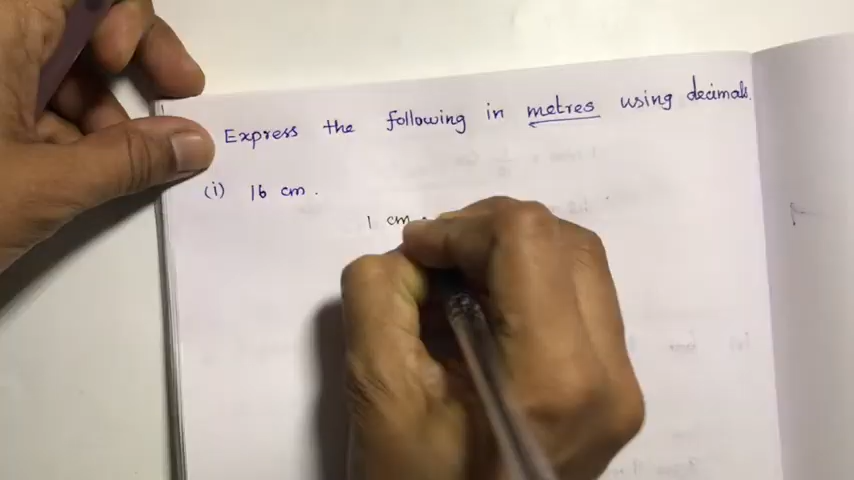 Express the following in metres using decimals.
(i) 16 cm.
1 cm